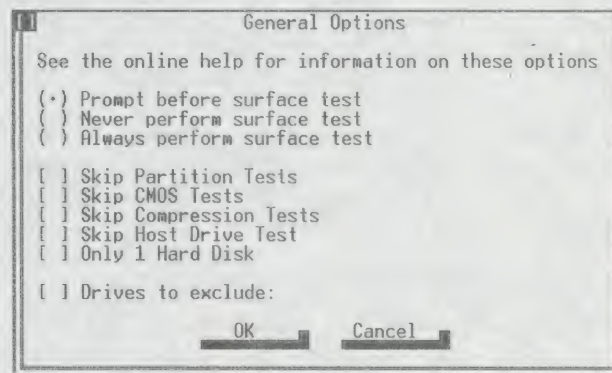 General Options
See the online help for information on these options
(•) Prompt before surface test
( ) Never perform surface test
( ) Always perform surface test
[ ] Skip Partition Tests
[ ] Skip CMOS Tests
[ ] Skip Compression Tests
[ ] Skip Host Drive Test
[ ] Only 1 Hard Disk
[ ] Drives to exclude:
OK Cancel